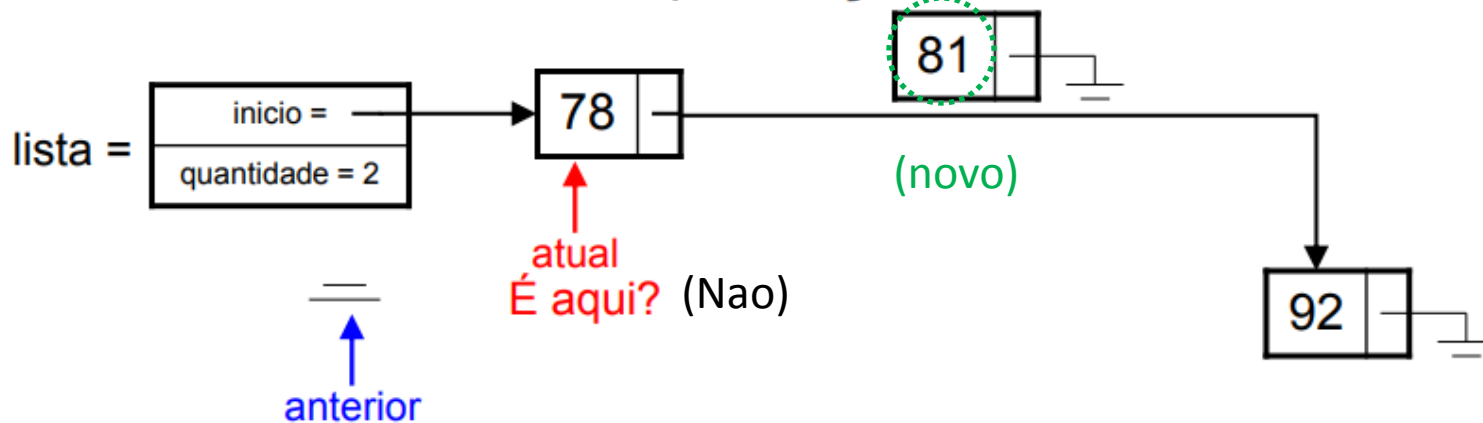 81
inicio =
78
lista =
quantidade = 2
(novo)
atual
É aqui? (Nao)
92
anterior